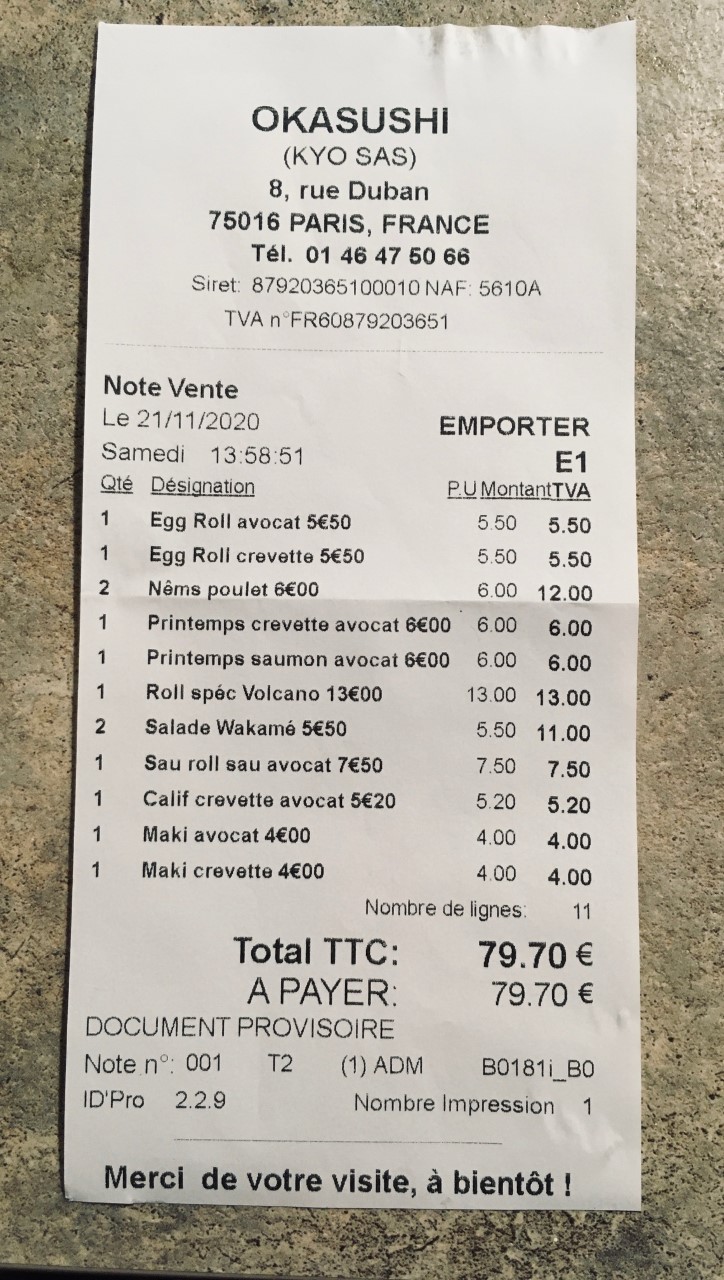 OKASUSHI
(KYO SAS)
8, rue Duban
75016 PARIS, FRANCE
Tél. 01 46 47 50 66
Siret: 87920365100010 NAF: 5610A
TVA n°FR60879203651
Note Vente
Le 21/11/2020
EMPORTER
Samedi 13:58:51
E1
Qté Désignation P.U Montant TVA
1 Egg Roll avocat 5€50 5.50 5.50
1 Egg Roll crevette 5€50 5.50 5.50
2 Nêms poulet 6€00 6.00 12.00
1 Printemps crevette avocat 6€00 6.00 6.00
1 Printemps saumon avocat 6€00 6.00 6.00
1 Roll spéc Volcano 13€00 13.00 13.00
2 Salade Wakamé 5€50 5.50 11.00
1 Sau roll sau avocat 7€50 7.50 7.50
1 Calif crevette avocat 5€20 5.20 5.20
1 Maki avocat 4€00 4.00 4.00
1 Maki crevette 4€00 4.00 4.00
Nombre de lignes: 11
Total TTC: 79.70 €
A PAYER: 79.70 €
DOCUMENT PROVISOIRE
Note n°: 001 T2 (1) ADM B0181i_B0
ID'Pro 2.2.9 Nombre Impression 1
Merci de votre visite, à bientôt !